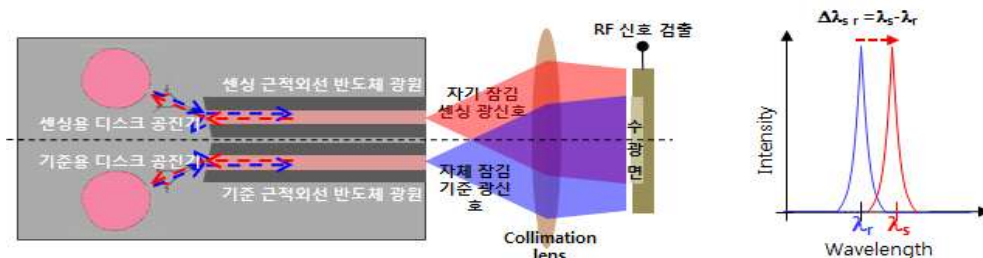 센싱 근적외선 반도체 광원
센싱용 디스크 공진기
기준용 디스크 공진기
기준 근적외선 반도체 광원
자기 잠김
센싱 광신호
자체 잠김
기준 광신
호
Collimation
lens
RF 신호 검출
수광면
Δλs r =λs-λr
Intensity
λr
λs
Wavelength